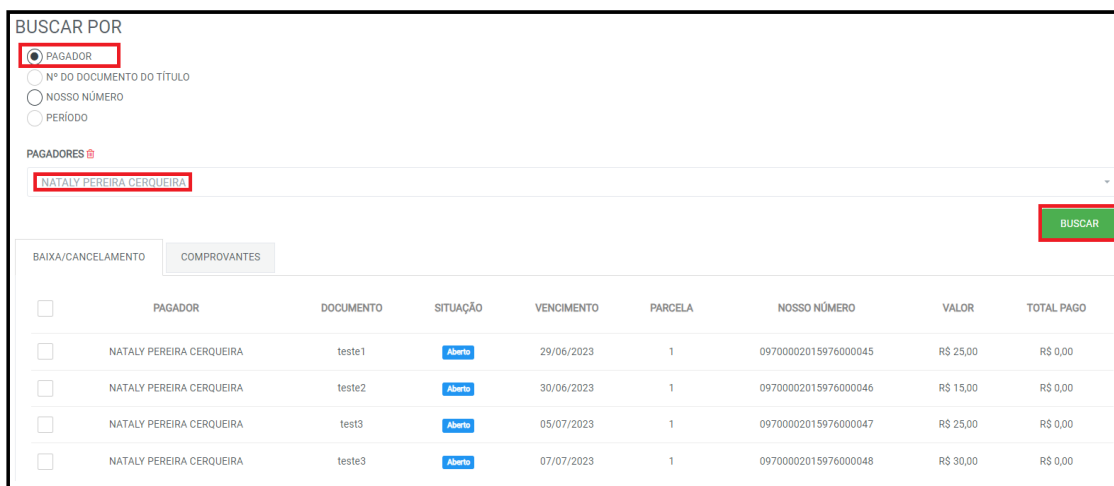 BUSCAR POR
PAGADOR
Nº DO DOCUMENTO DO TÍTULO
NOSSO NÚMERO
PERÍODO
PAGADORES
NATALY PEREIRA CERQUEIRA
BUSCAR
BAIXA/CANCELAMENTO COMPROVANTES
PAGADOR DOCUMENTO SITUAÇÃO VENCIMENTO PARCELA NOSSO NÚMERO VALOR TOTAL PAGO
NATALY PEREIRA CERQUEIRA teste1 Aberto 29/06/2023 1 09700002015976000045 R$ 25,00 R$ 0,00
NATALY PEREIRA CERQUEIRA teste2 Aberto 30/06/2023 1 09700002015976000046 R$ 15,00 R$ 0,00
NATALY PEREIRA CERQUEIRA test3 Aberto 05/07/2023 1 09700002015976000047 R$ 25,00 R$ 0,00
NATALY PEREIRA CERQUEIRA teste3 Aberto 07/07/2023 1 09700002015976000048 R$ 30,00 R$ 0,00